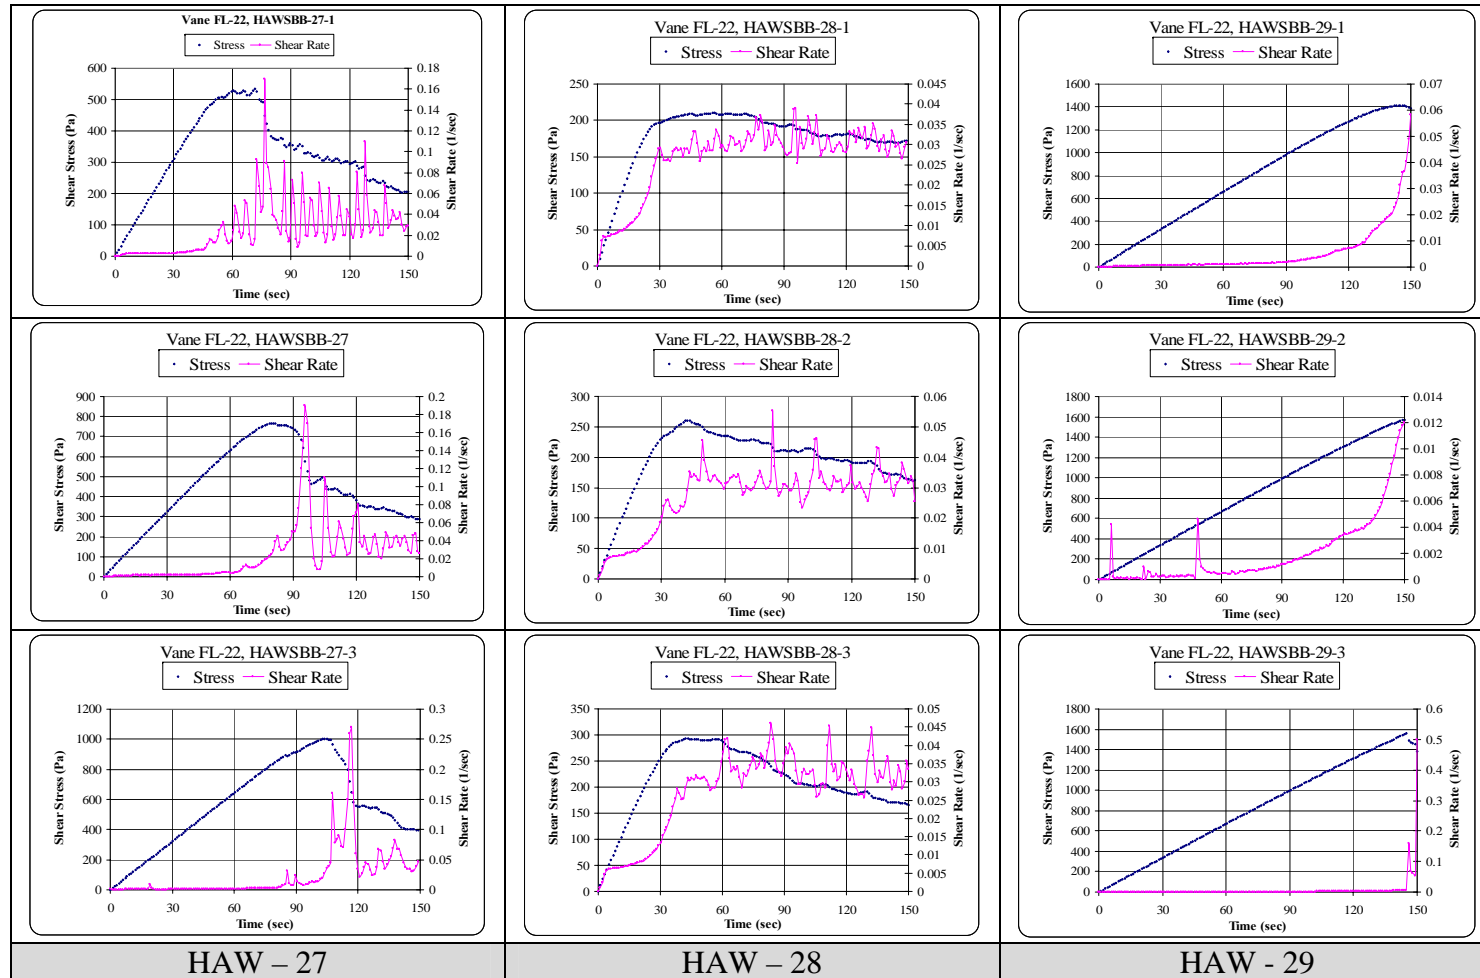 Vane FL-22, HAWSBB-27-1
Stress Shear Rate
600 500 400 300 200 100 0
Shear Stress (Pa)
0.18 0.16 0.14 0.12 0.1 0.08 0.06 0.04 0.02 0
Shear Rate (1/sec)
0 30 60 90 120 150
Time (sec)
Vane FL-22, HAWSBB-28-1
Stress Shear Rate
250 200 150 100 50 0
Shear Stress (Pa)
0.045 0.04 0.035 0.03 0.025 0.02 0.015 0.01 0.005 0
Shear Rate (1/sec)
0 30 60 90 120 150
Time (sec)
Vane FL-22, HAWSBB-29-1
Stress Shear Rate
1600 1400 1200 1000 800 600 400 200 0
Shear Stress (Pa)
0.07 0.06 0.05 0.04 0.03 0.02 0.01 0
Shear Rate (1/sec)
0 30 60 90 120 150
Time (sec)
Vane FL-22, HAWSBB-27
Stress Shear Rate
900 800 700 600 500 400 300 200 100 0
Shear Stress (Pa)
0.2 0.18 0.16 0.14 0.12 0.1 0.08 0.06 0.04 0.02 0
Shear Rate (1/sec)
0 30 60 90 120 150
Time (sec)
Vane FL-22, HAWSBB-28-2
Stress Shear Rate
300 250 200 150 100 50 0
Shear Stress (Pa)
0.06 0.05 0.04 0.03 0.02 0.01 0
Shear Rate (1/sec)
0 30 60 90 120 150
Time (sec)
Vane FL-22, HAWSBB-29-2
Stress Shear Rate
1800 1600 1400 1200 1000 800 600 400 200 0
Shear Stress (Pa)
0.014 0.012 0.01 0.008 0.006 0.004 0.002 0
Shear Rate (1/sec)
0 30 60 90 120 150
Time (sec)
Vane FL-22, HAWSBB-27-3
Stress Shear Rate
1200 1000 800 600 400 200 0
Shear Stress (Pa)
0.3 0.25 0.2 0.15 0.1 0.05 0
Shear Rate (1/sec)
0 30 60 90 120 150
Time (sec)
Vane FL-22, HAWSBB-28-3
Stress Shear Rate
350 300 250 200 150 100 50 0
Shear Stress (Pa)
0.05 0.045 0.04 0.035 0.03 0.025 0.02 0.015 0.01 0.005 0
Shear Rate (1/sec)
0 30 60 90 120 150
Time (sec)
Vane FL-22, HAWSBB-29-3
Stress Shear Rate
1800 1600 1400 1200 1000 800 600 400 200 0
Shear Stress (Pa)
0.6 0.5 0.4 0.3 0.2 0.1 0
Shear Rate (1/sec)
0 30 60 90 120 150
Time (sec)
HAW – 27
HAW – 28
HAW - 29